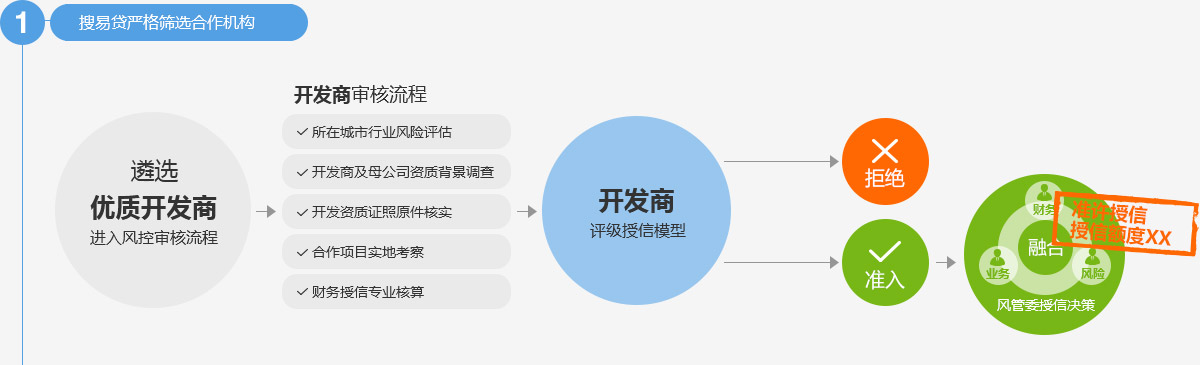 1
搜易贷严格筛选合作机构
遴选
优质开发商
进入风控审核流程
开发商审核流程
所在城市行业风险评估
开发商及母公司资质背景调查
开发资质证照原件核实
合作项目实地考察
财务授信专业核算
开发商
评级授信模型
拒绝
准入
财务
融合
业务
风险
风管委授信决策
准许授信
授信额度XX